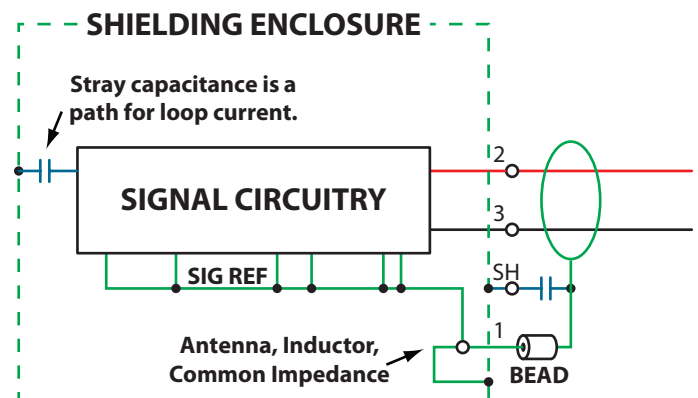 SHIELDING ENCLOSURE
Stray capacitance is a
path for loop current.
2
SIGNAL CIRCUITRY
3
SIG REF
SH
1
Antenna, Inductor,
Common Impedance
BEAD